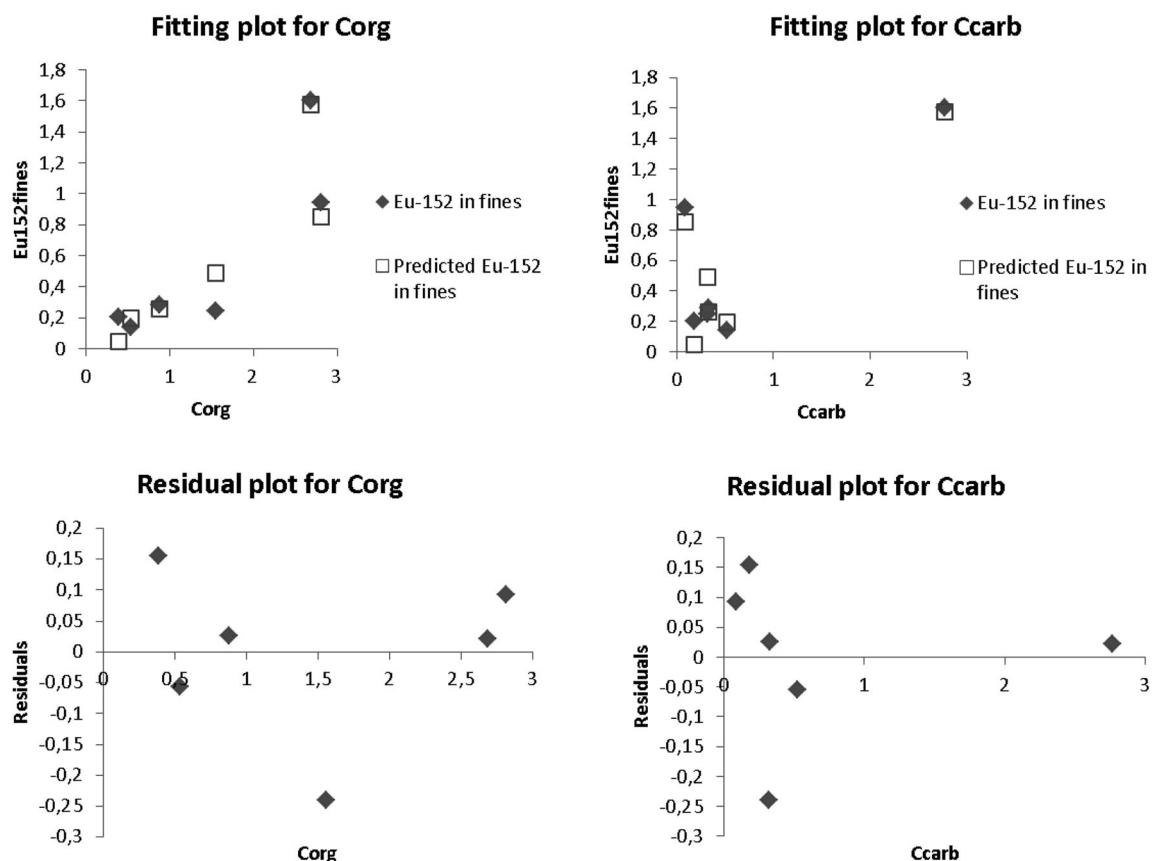 Fitting plot for Corg
1,8
1,6
1,4
1,2
1
0,8
0,6
0,4
0,2
0
0 1 2 3
Eu152fines
Corg
Eu-152 in fines
Predicted Eu-152
in fines
Fitting plot for Ccarb
1,8
1,6
1,4
1,2
1
0,8
0,6
0,4
0,2
0
0 1 2 3
Eu152fines
Ccarb
Eu-152 in fines
Predicted Eu-152 in
fines
Residual plot for Corg
0,2
0,15
0,1
0,05
0
-0,05
-0,1
-0,15
-0,2
-0,25
-0,3
0 0,5 1 1,5 2 2,5 3
Residuals
Corg
Residual plot for Ccarb
0,2
0,15
0,1
0,05
0
-0,05
-0,1
-0,15
-0,2
-0,25
-0,3
0 1 2 3
Residuals
Ccarb